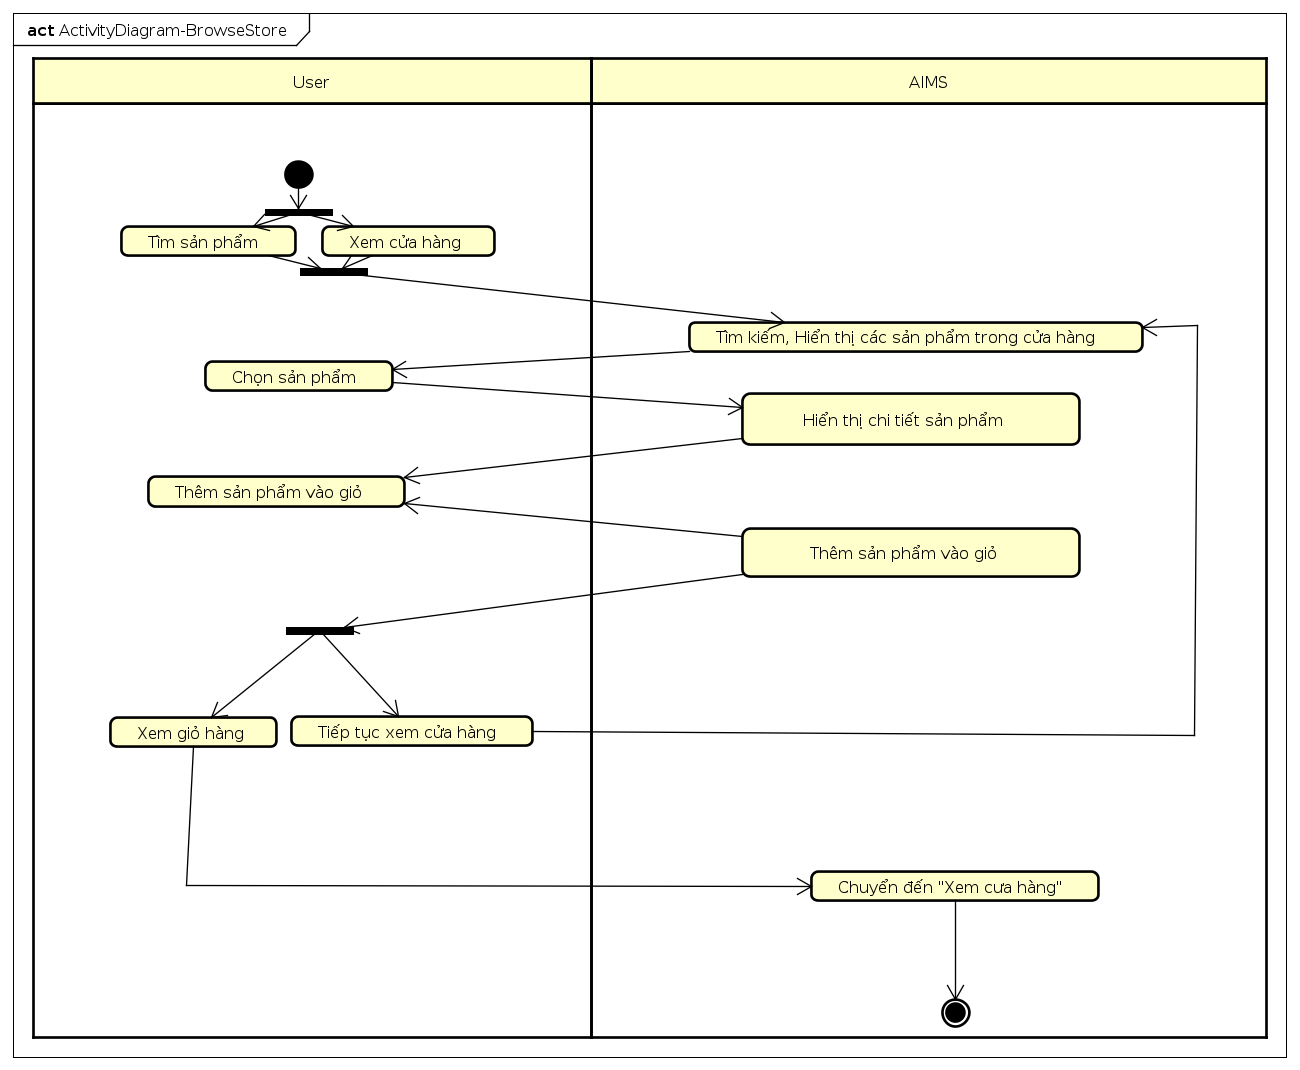 act ActivityDiagram-BrowseStore
User
AIMS
Tìm sản phẩm
Xem cửa hàng
Tìm kiếm, Hiển thị các sản phẩm trong cửa hàng
Chọn sản phẩm
Hiển thị chi tiết sản phẩm
Thêm sản phẩm vào giỏ
Thêm sản phẩm vào giỏ
Xem giỏ hàng
Tiếp tục xem cửa hàng
Chuyển đến "Xem cưa hàng"